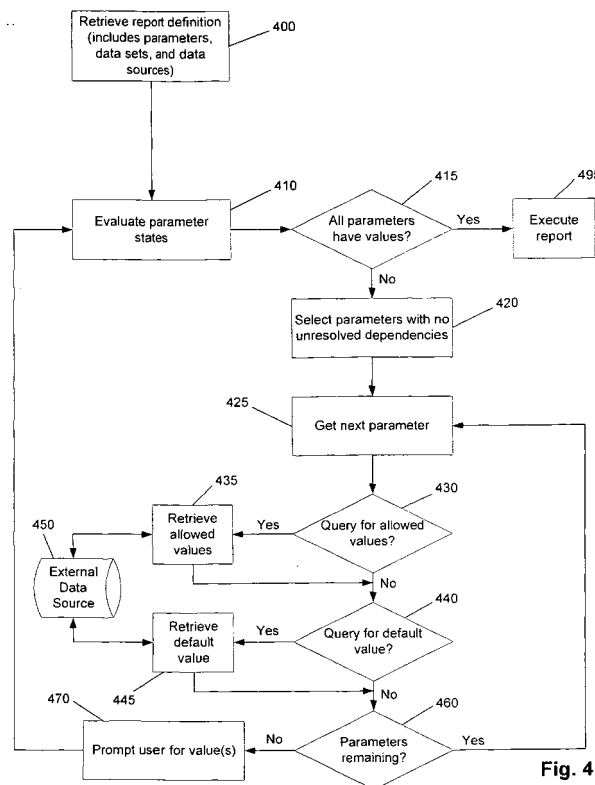 Retrieve report definition
(includes parameters,
data sets, and data
sources)
400
410
Evaluate parameter
states
415
All parameters
have values?
Yes
Execute
report
No
Select parameters with no
unresolved dependencies
420
425
Get next parameter
435
430
450
Retrieve
allowed
values
Yes
Query for allowed
values?
External
Data
Source
No
440
Retrieve
default
value
Yes
Query for default
value?
445
No
470
460
Prompt user for value(s)
No
Parameters
remaining?
Yes
Fig. 4